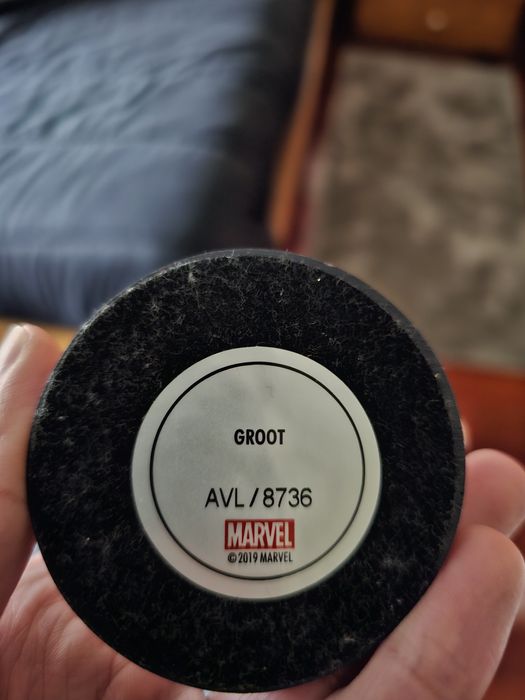 GROOT
AVL / 8736
MARVEL
© 2019 MARVEL